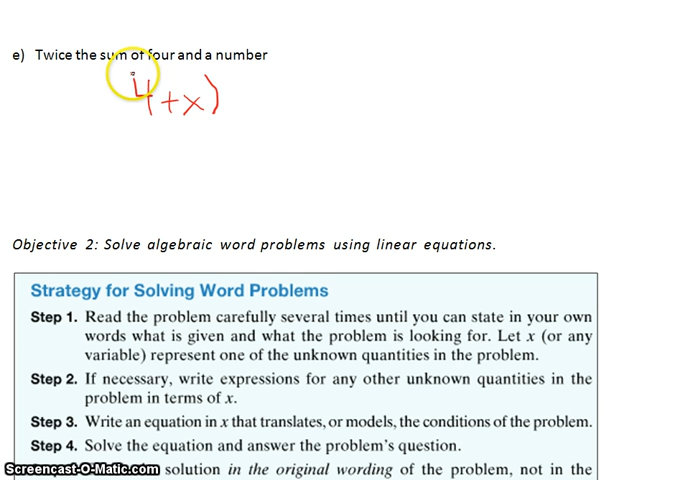 e) Twice the sum of four and a number
4+x)
Objective 2: Solve algebraic word problems using linear equations.
Strategy for Solving Word Problems
Step 1. Read the problem carefully several times until you can state in your own
words what is given and what the problem is looking for. Let x (or any
variable) represent one of the unknown quantities in the problem.
Step 2. If necessary, write expressions for any other unknown quantities in the
problem in terms of x.
Step 3. Write an equation in x that translates, or models, the conditions of the problem.
Step 4. Solve the equation and answer the problem's question.
Screencast-O-Matic.com solution in the original wording of the problem, not in the